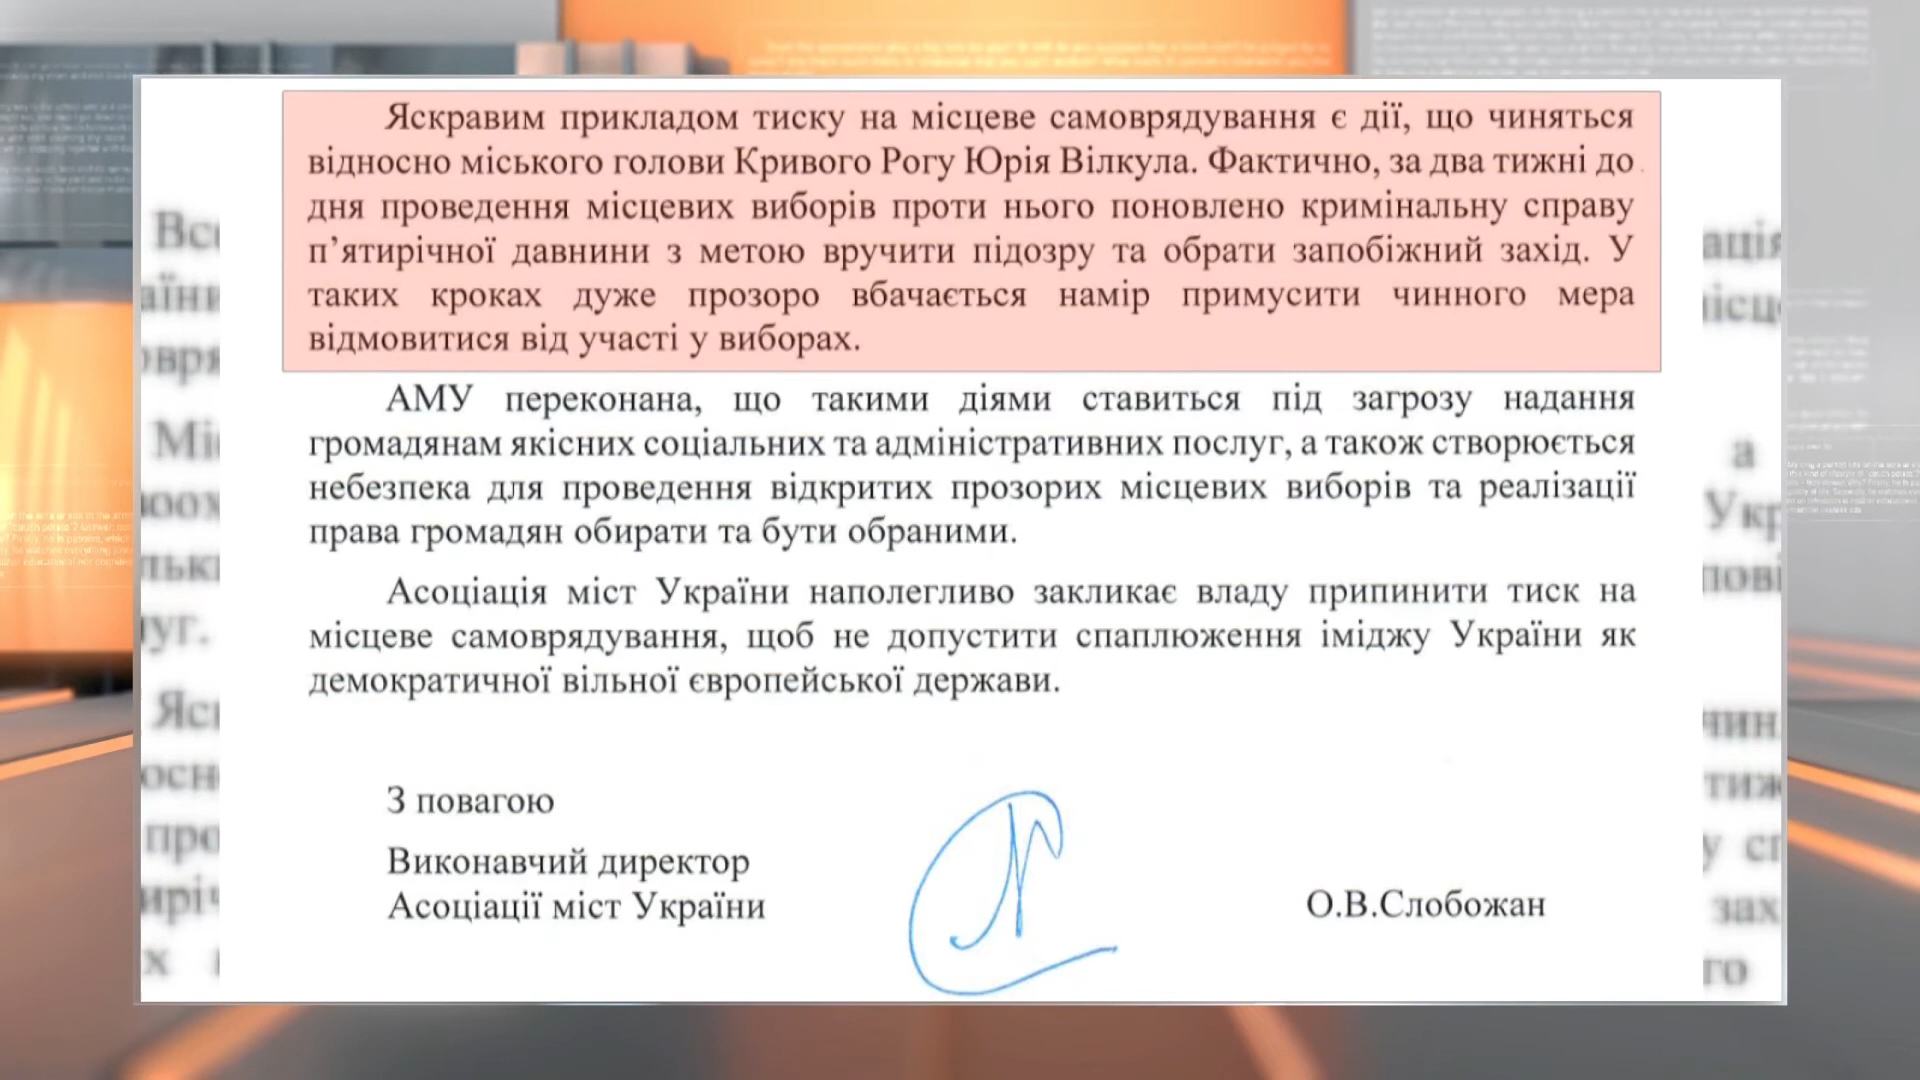 Яскравим прикладом тиску на місцеве самоврядування є дії, що чиняться
відносно міського голови Кривого Рогу Юрія Вілкула. Фактично, за два тижні до
дня проведення місцевих виборів проти нього поновлено кримінальну справу
п’ятирічної давнини з метою вручити підозру та обрати запобіжний захід. У
таких кроках дуже прозоро вбачається намір примусити чинного мера
відмовитися від участі у виборах.
АМУ переконана, що такими діями ставиться під загрозу надання
громадянам якісних соціальних та адміністративних послуг, а також створюється
небезпека для проведення відкритих прозорих місцевих виборів та реалізації
права громадян обирати та бути обраними.
Асоціація міст України наполегливо закликає владу припинити тиск на
місцеве самоврядування, щоб не допустити спаплюження іміджу України як
демократичної вільної європейської держави.
З повагою
Виконавчий директор
Асоціації міст України
О.В.Слобожан